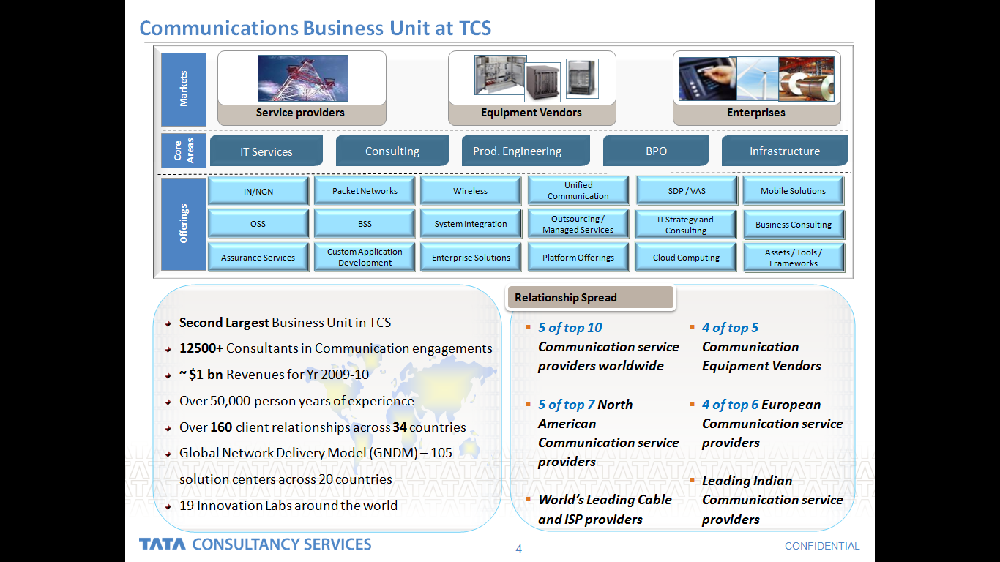 Communications Business Unit at TCS
Markets
Service providers
Equipment Vendors
Enterprises
Core
Areas
IT Services
Consulting
Prod. Engineering
BPO
Infrastructure
Offerings
IN/NGN
Packet Networks
Wireless
Unified
Communication
SDP / VAS
Mobile Solutions
OSS
BSS
System Integration
Outsourcing /
Managed Services
IT Strategy and
Consulting
Business Consulting
Assurance Services
Custom Application
Development
Enterprise Solutions
Platform Offerings
Cloud Computing
Assets / Tools /
Frameworks
Second Largest Business Unit in TCS
12500+ Consultants in Communication engagements
~ $1 bn Revenues for Yr 2009-10
Over 50,000 person years of experience
Over 160 client relationships across 34 countries
Global Network Delivery Model (GNDM) – 105
solution centers across 20 countries
19 Innovation Labs around the world
Relationship Spread
5 of top 10
Communication service
providers worldwide
5 of top 7 North
American
Communication service
providers
World's Leading Cable
and ISP providers
4 of top 5
Communication
Equipment Vendors
4 of top 6 European
Communication service
providers
Leading Indian
Communication service
providers
TATA CONSULTANCY SERVICES
4
CONFIDENTIAL